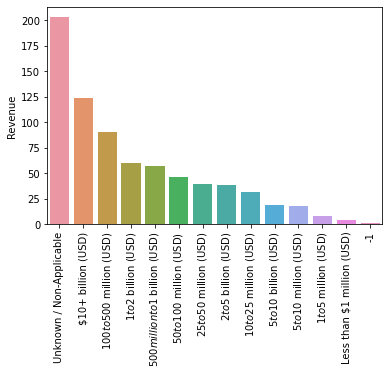 200
175
150
125
100
75
50
25
0
Revenue
Unknown / Non-Applicable
$10+ billion (USD)
100to500 million (USD)
1to2 billion (USD)
500millionto1 billion (USD)
50to100 million (USD)
25to50 million (USD)
2to5 billion (USD)
10to25 million (USD)
5to10 billion (USD)
5to10 million (USD)
1to5 million (USD)
Less than $1 million (USD)
-1